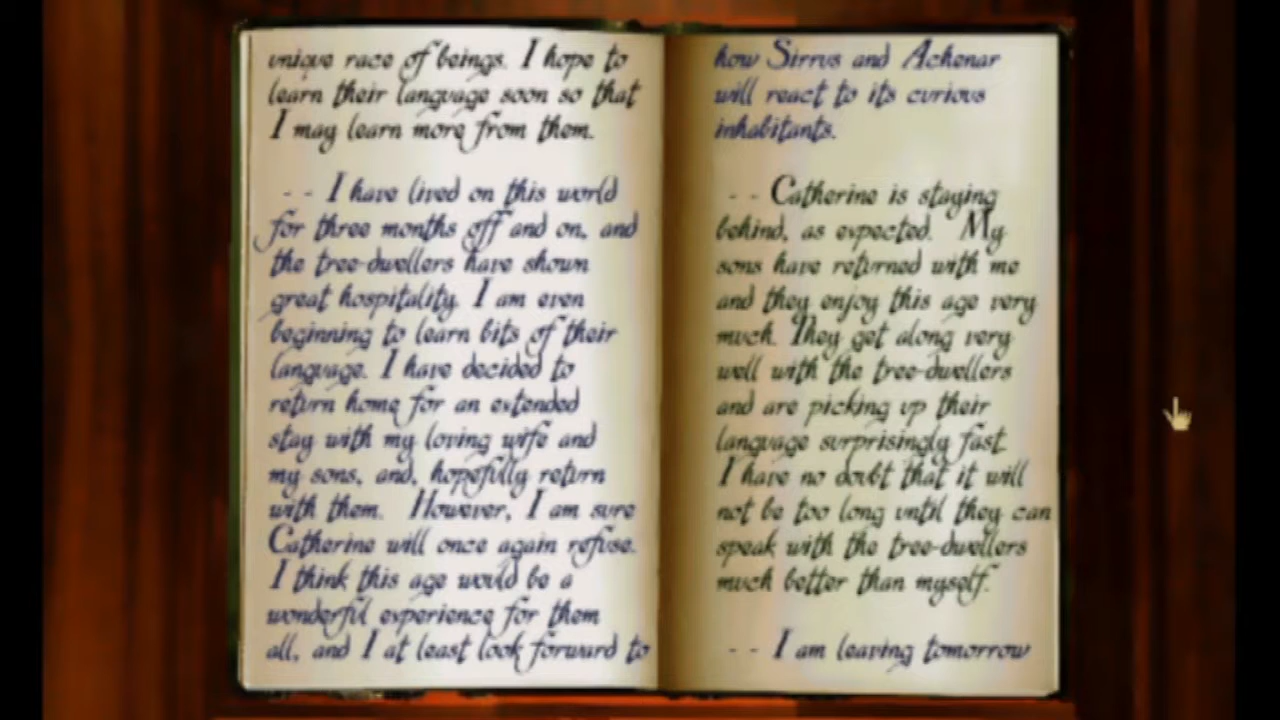 unique race of beings. I hope to
learn their language soon so that
I may learn more from them.
- - I have lived on this world
for three months off and on, and
the tree-dwellers have shown
great hospitality. I am even
beginning to learn bits of their
language. I have decided to
return home for an extended
stay with my loving wife and
my sons, and, hopefully return
with them. However, I am sure
Catherine will once again refuse.
I think this age would be a
wonderful experience for them
all, and I at least look forward to
how Sirrus and Achenar
will react to its curious
inhabitants.
- - Catherine is staying
behind, as expected. My
sons have returned with me
and they enjoy this age very
much. They get along very
well with the tree-dwellers
and are picking up their
language surprisingly fast.
I have no doubt that it will
not be too long until they can
speak with the tree-dwellers
much better than myself.
- - I am leaving tomorrow